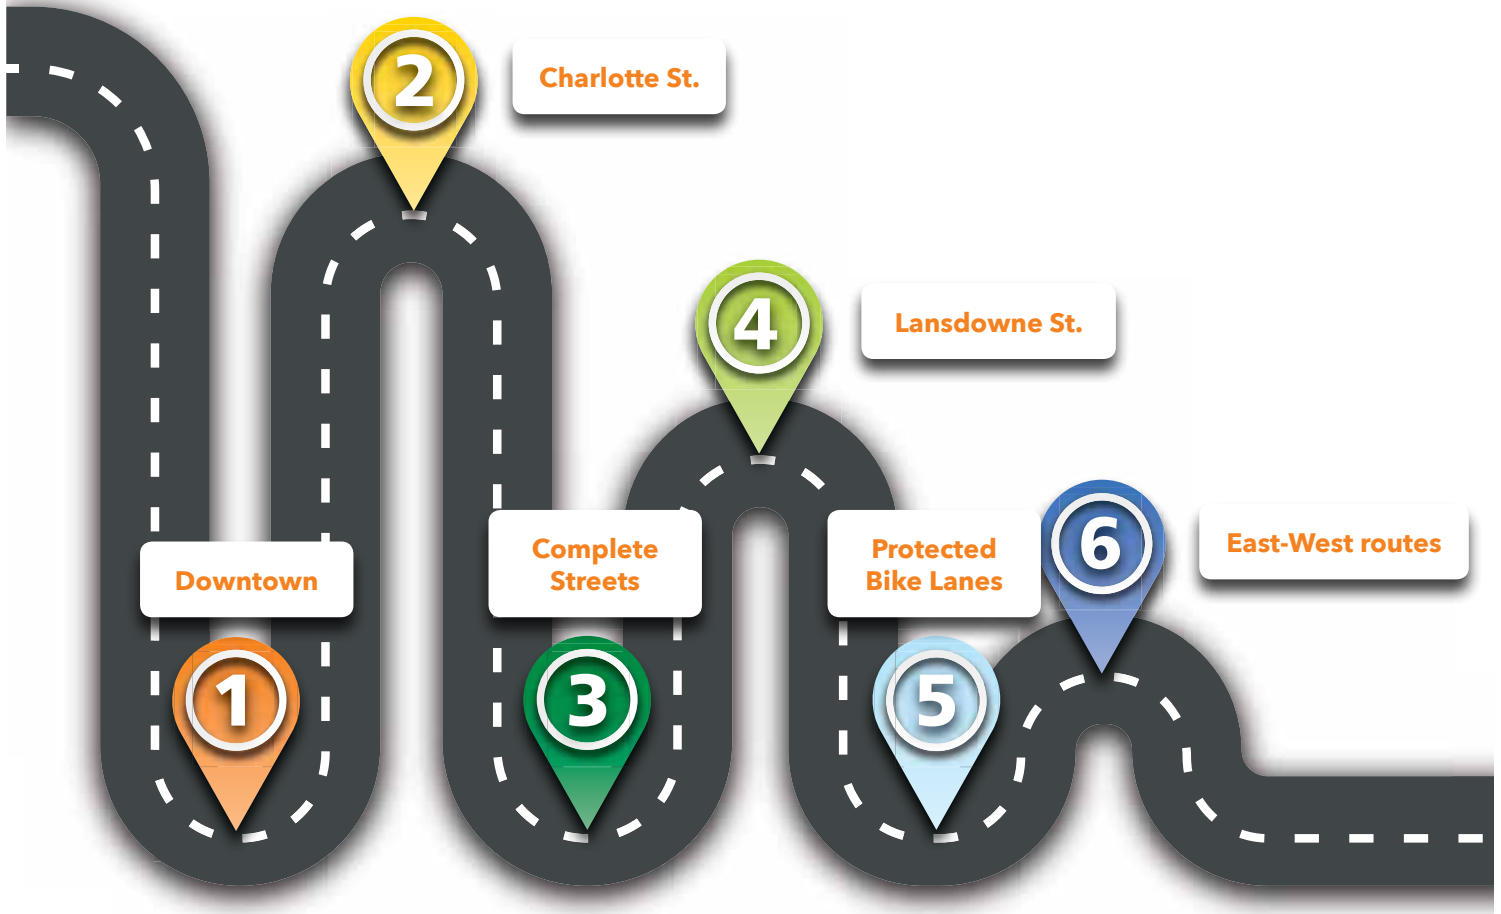 1
Downtown
2
Charlotte St.
3
Complete
Streets
4
Lansdowne St.
5
Protected
Bike Lanes
6
East-West routes